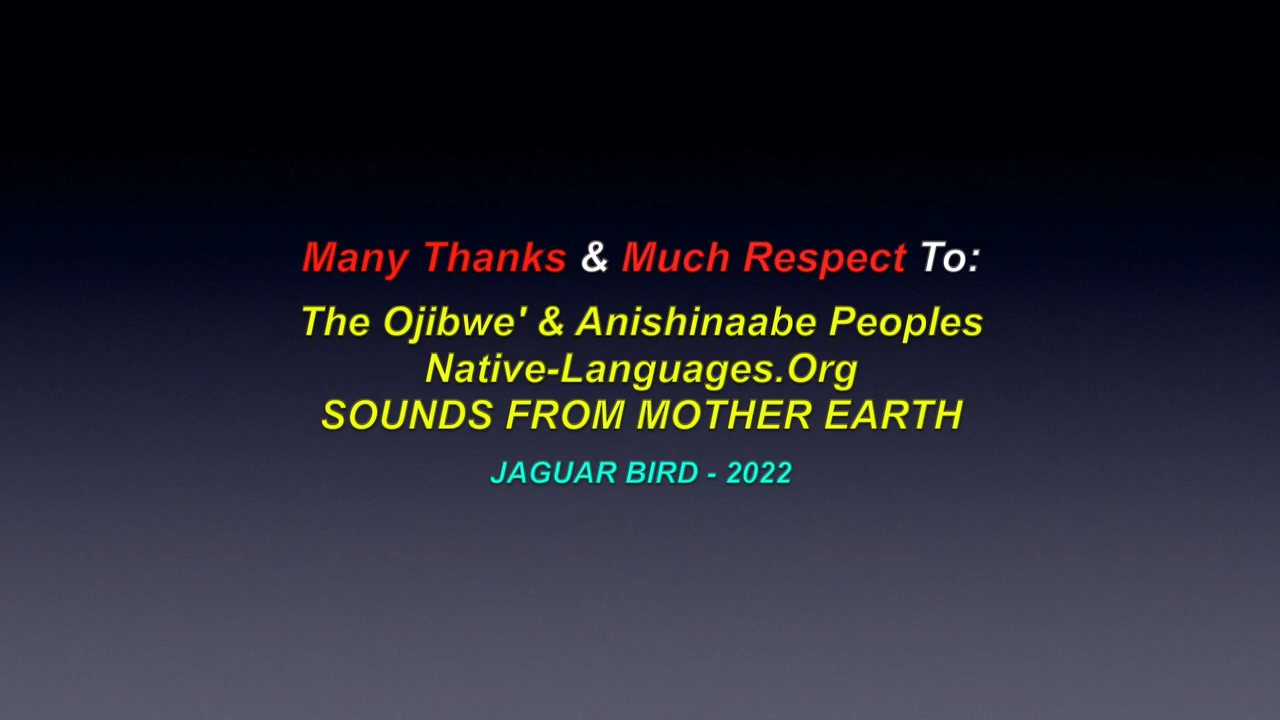 Many Thanks & Much Respect To:
The Ojibwe' & Anishinaabe Peoples
Native-Languages.Org
SOUNDS FROM MOTHER EARTH
JAGUAR BIRD - 2022